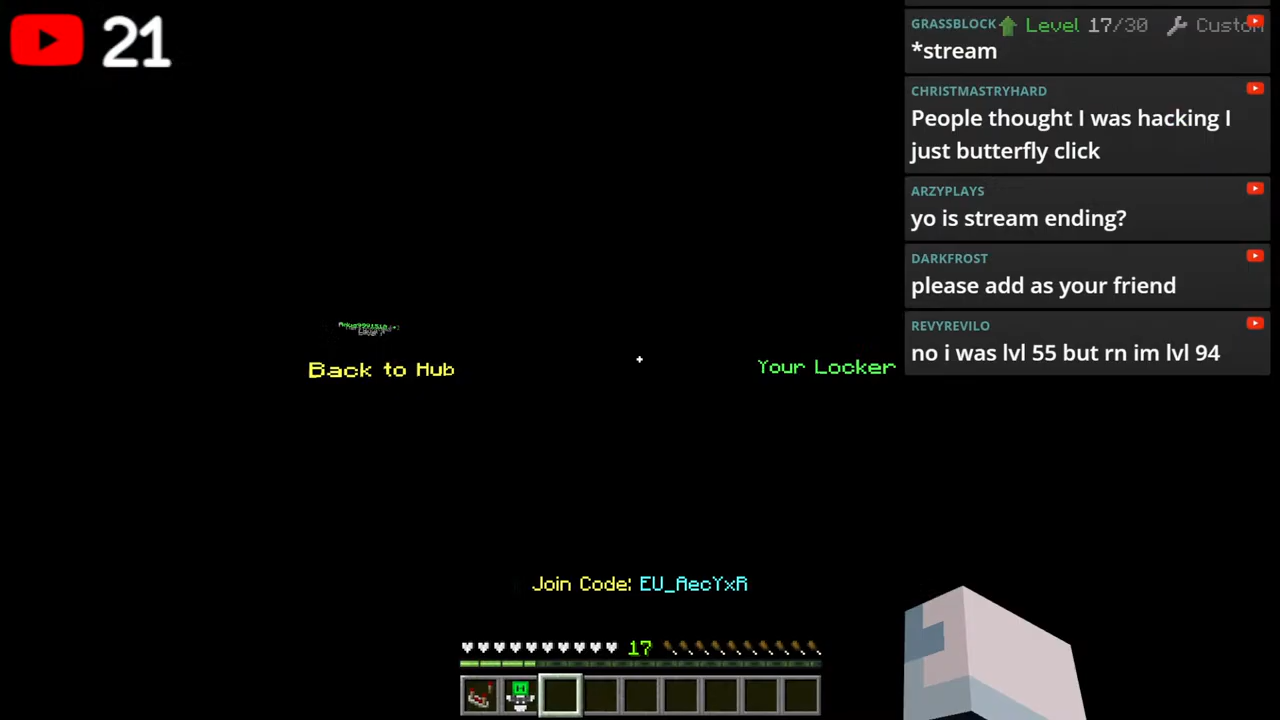 21
GRASSBLOCK
Level 17/30
Custom
*stream
CHRISTMASTRYHARD
People thought I was hacking I
just butterfly click
ARZYPLAYS
yo is stream ending?
DARKFROST
please add as your friend
REVYREVILO
no i was lvl 55 but rn im lvl 94
Back to Hub
Your Locker
Join Code: EU_AecYxR
17